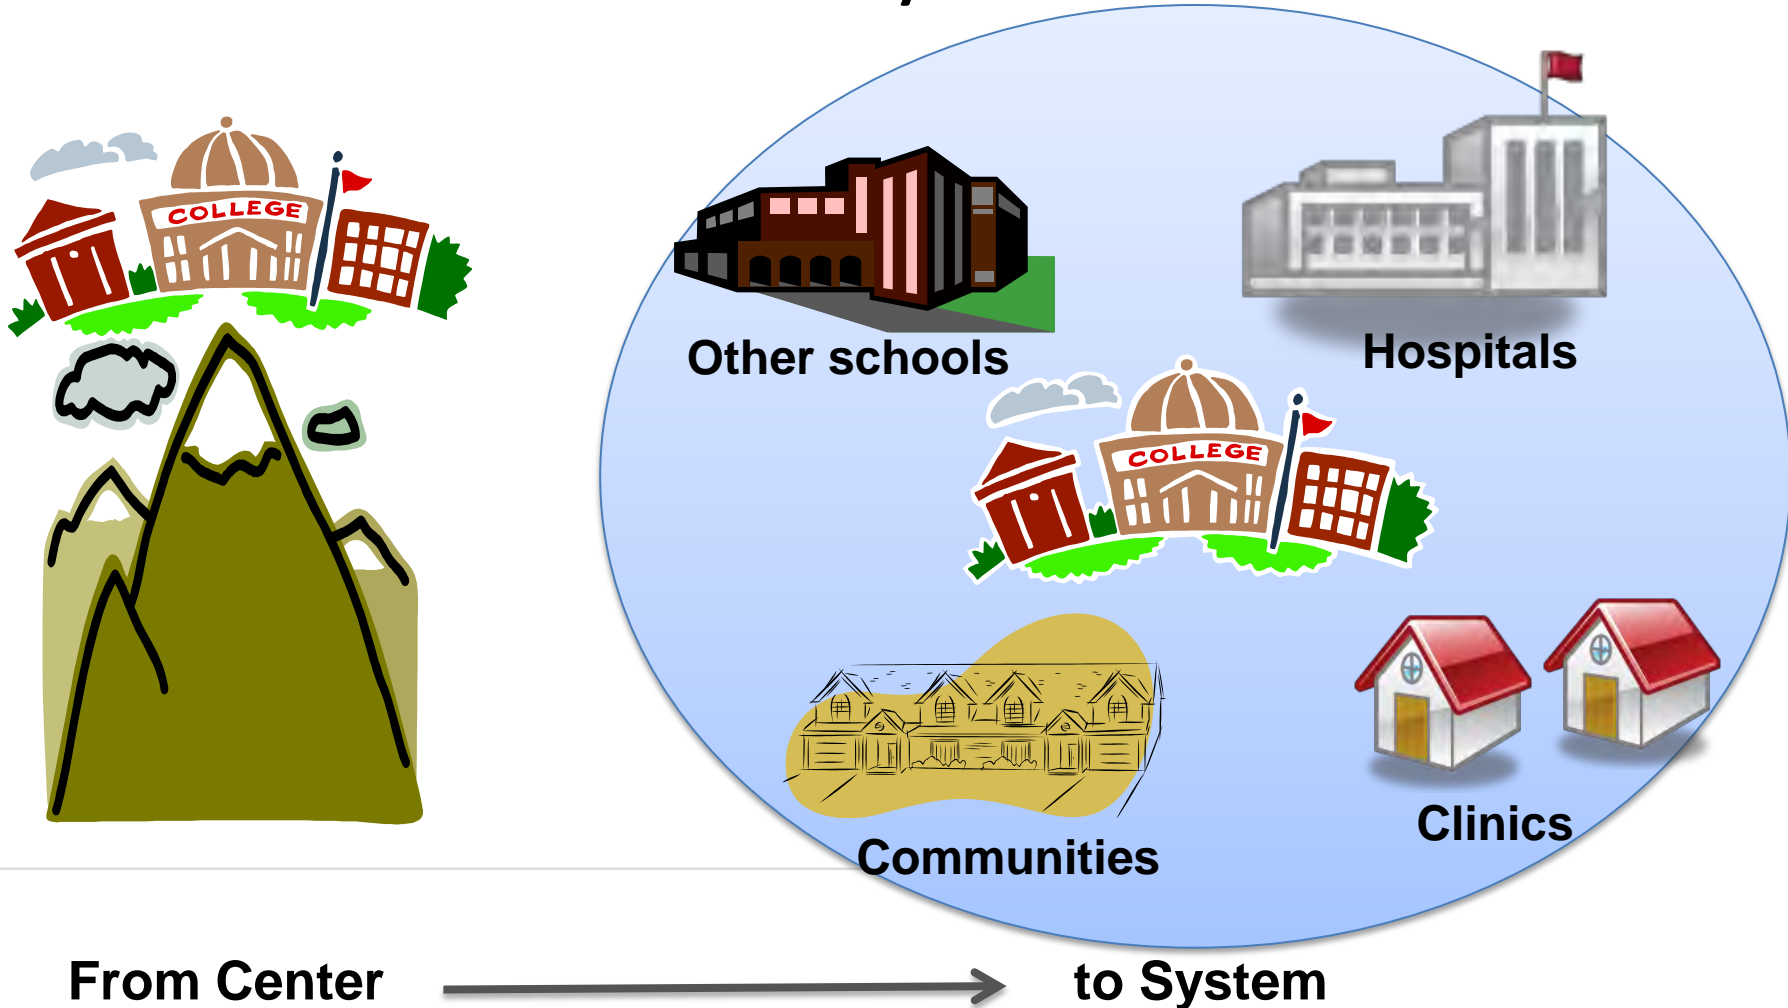 COLLEGE
Other schools
Hospitals
COLLEGE
Communities
Clinics
From Center
to System